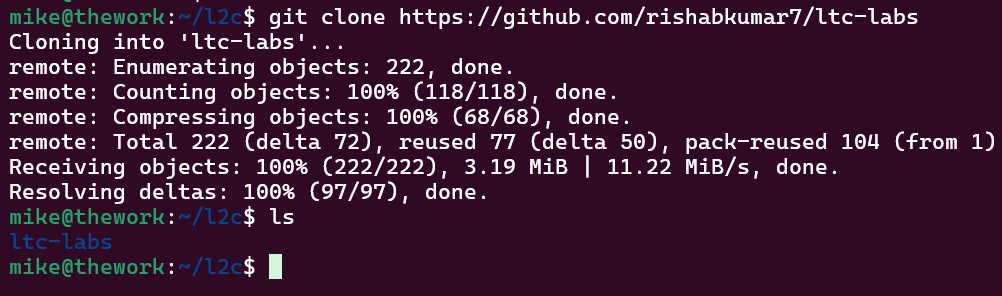 mike@thework:~/l2c$ git clone https://github.com/rishabkumar7/ltc-labs
Cloning into 'ltc-labs'...
remote: Enumerating objects: 222, done.
remote: Counting objects: 100% (118/118), done.
remote: Compressing objects: 100% (68/68), done.
remote: Total 222 (delta 72), reused 77 (delta 50), pack-reused 104 (from 1)
Receiving objects: 100% (222/222), 3.19 MiB | 11.22 MiB/s, done.
Resolving deltas: 100% (97/97), done.
mike@thework:~/l2c$ ls
ltc-labs
mike@thework:~/l2c$